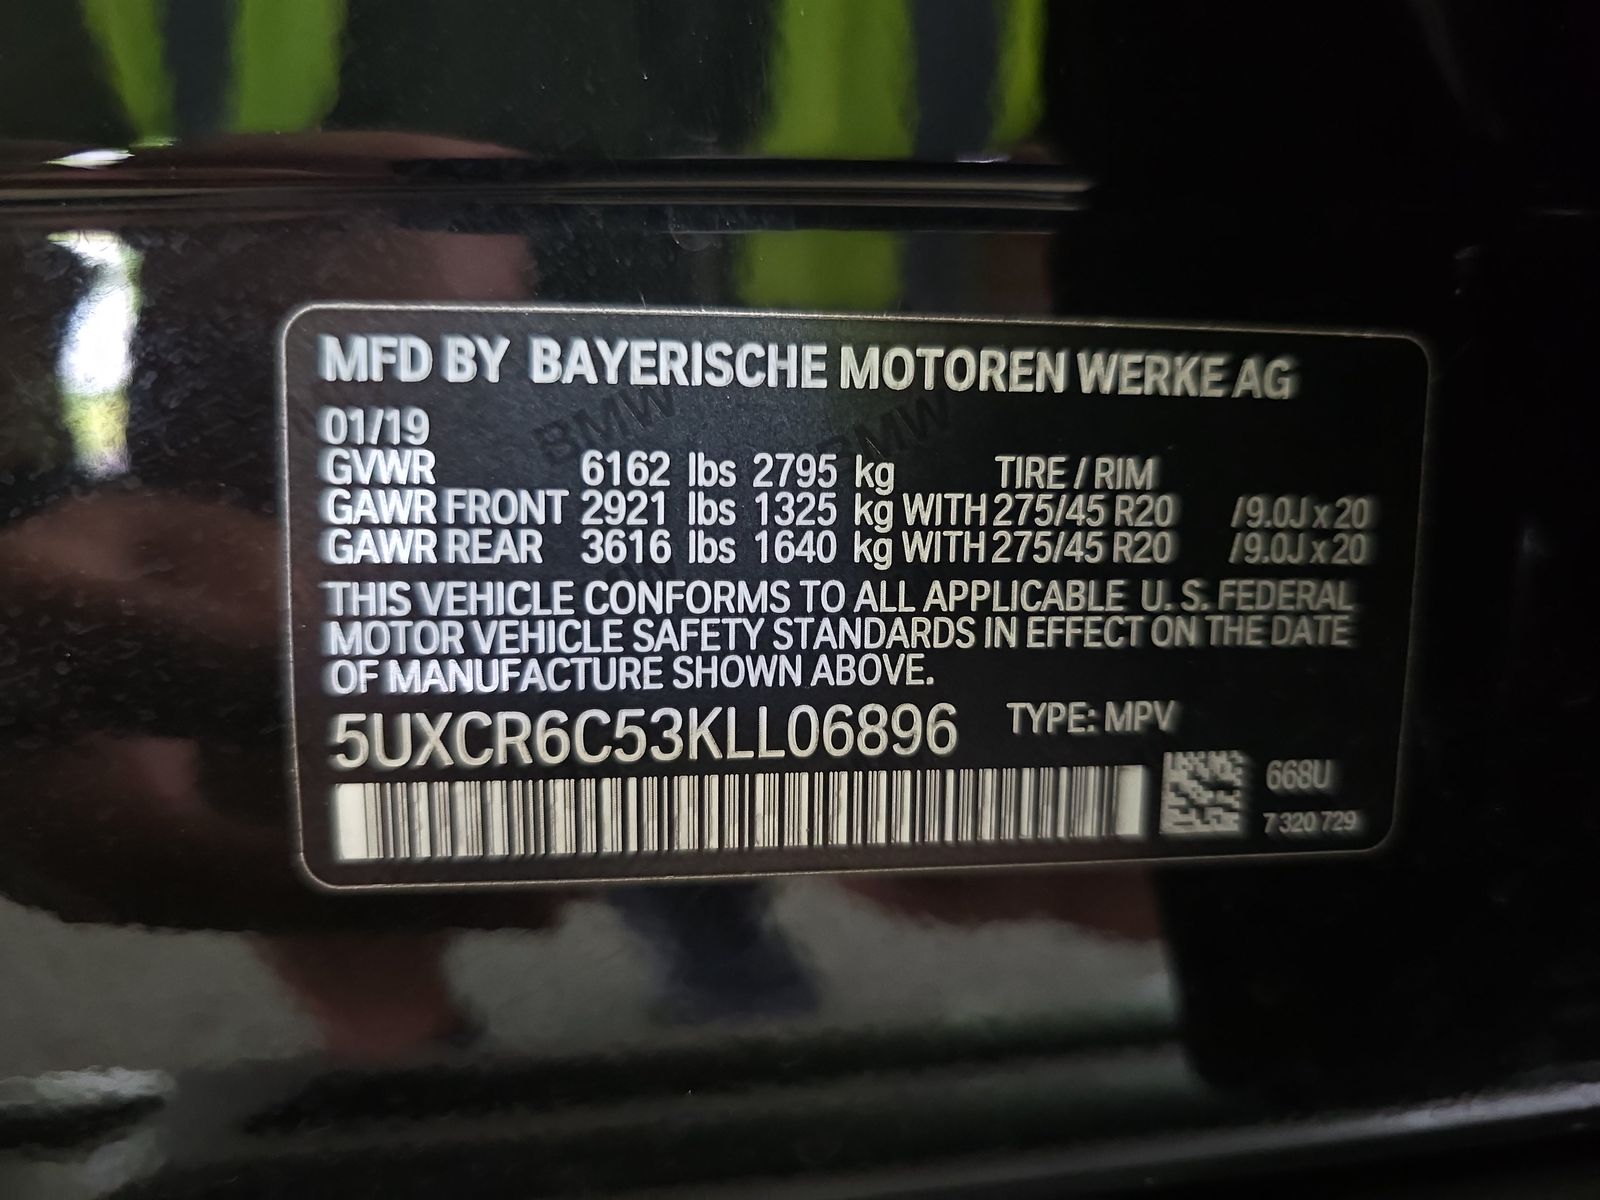 MFD BY BAYERISCHE MOTOREN WERKE AG
01/19
GVWR 6162 lbs 2795 kg TIRE / RIM
GAWR FRONT 2921 lbs 1325 kg WITH 275/45 R20 /9.0J x 20
GAWR REAR 3616 lbs 1640 kg WITH 275/45 R20 /9.0J x 20
THIS VEHICLE CONFORMS TO ALL APPLICABLE U. S. FEDERAL
MOTOR VEHICLE SAFETY STANDARDS IN EFFECT ON THE DATE
OF MANUFACTURE SHOWN ABOVE.
5UXCR6C53KLL06896 TYPE: MPV
668U
7 320 729
BMW BMW